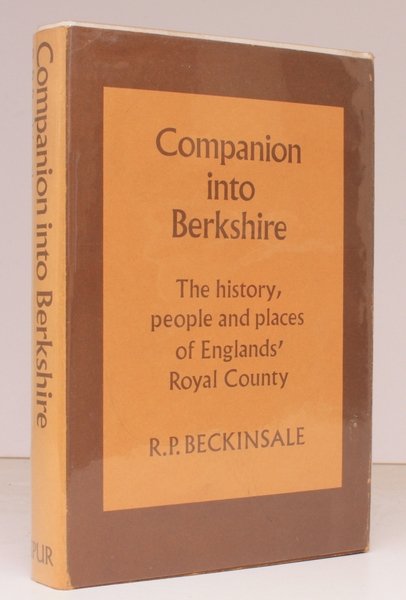 Companion
into
Berkshire
The history,
people and places
of Englands'
Royal County
R.P. BECKINSALE
Companion into Berkshire